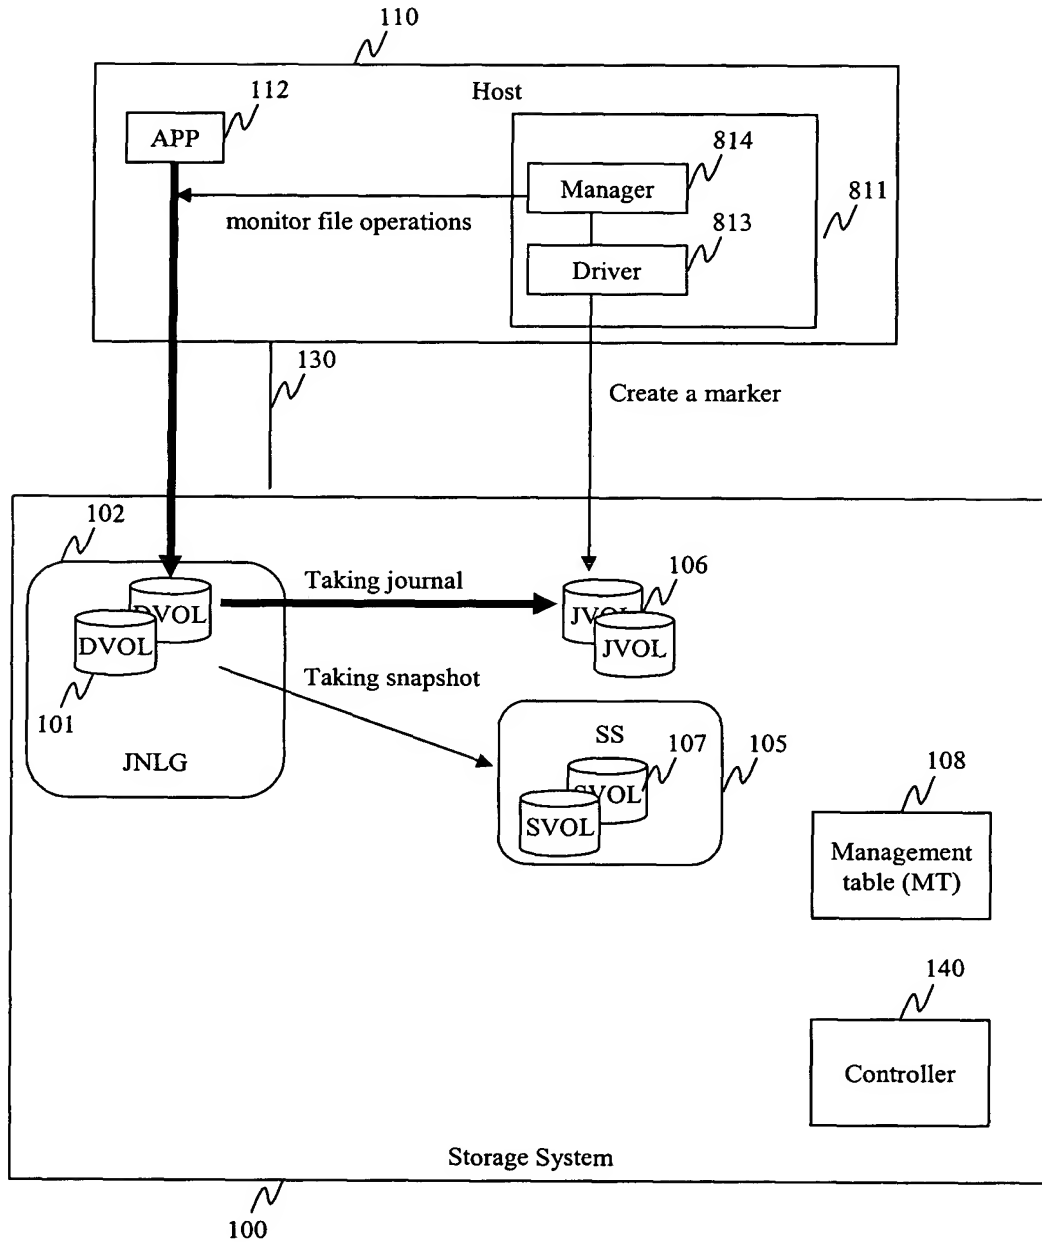 110
Host
112
APP
814
Manager
811
monitor file operations
813
Driver
130
Create a marker
102
Taking journal
106
DVOL
JVOL
DVOL
JVOL
Taking snapshot
101
SS
107
105
JNLG
SVOL
108
SVOL
Management
table (MT)
140
Controller
Storage System
100